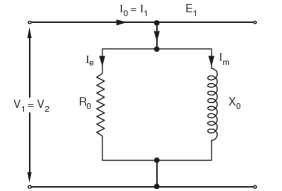 I₀ = I₁
E₁
Iₑ
Iₘ
V₁ = V₂
R₀
X₀